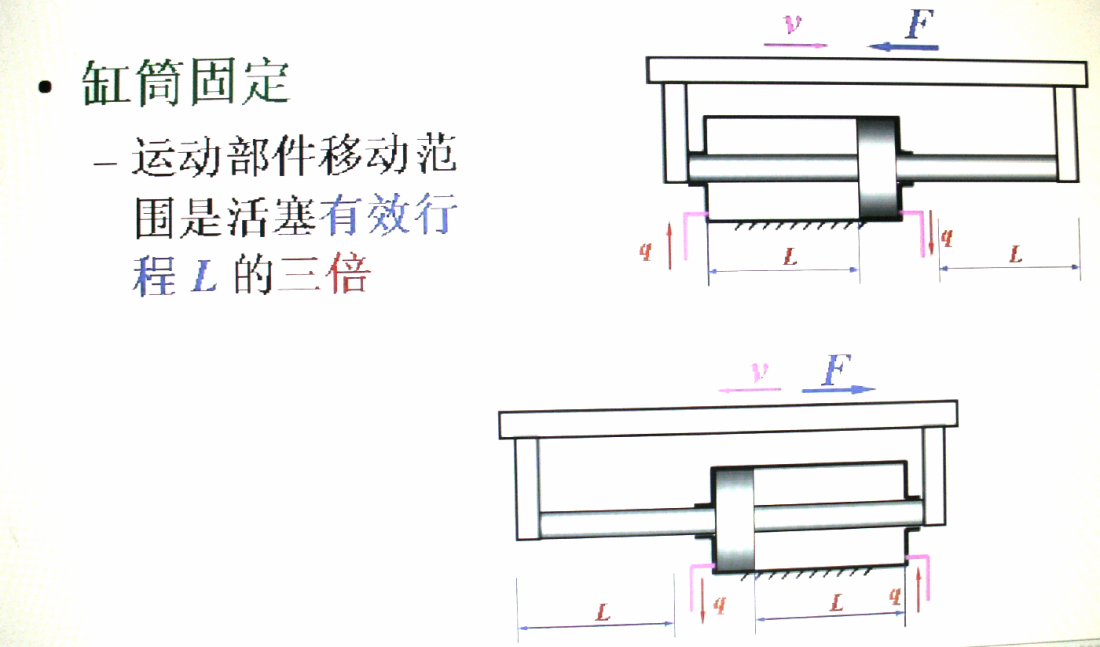 • 缸筒固定
– 运动部件移动范
围是活塞有效行
程 L 的三倍
v F
q L q L
v F
L q L q